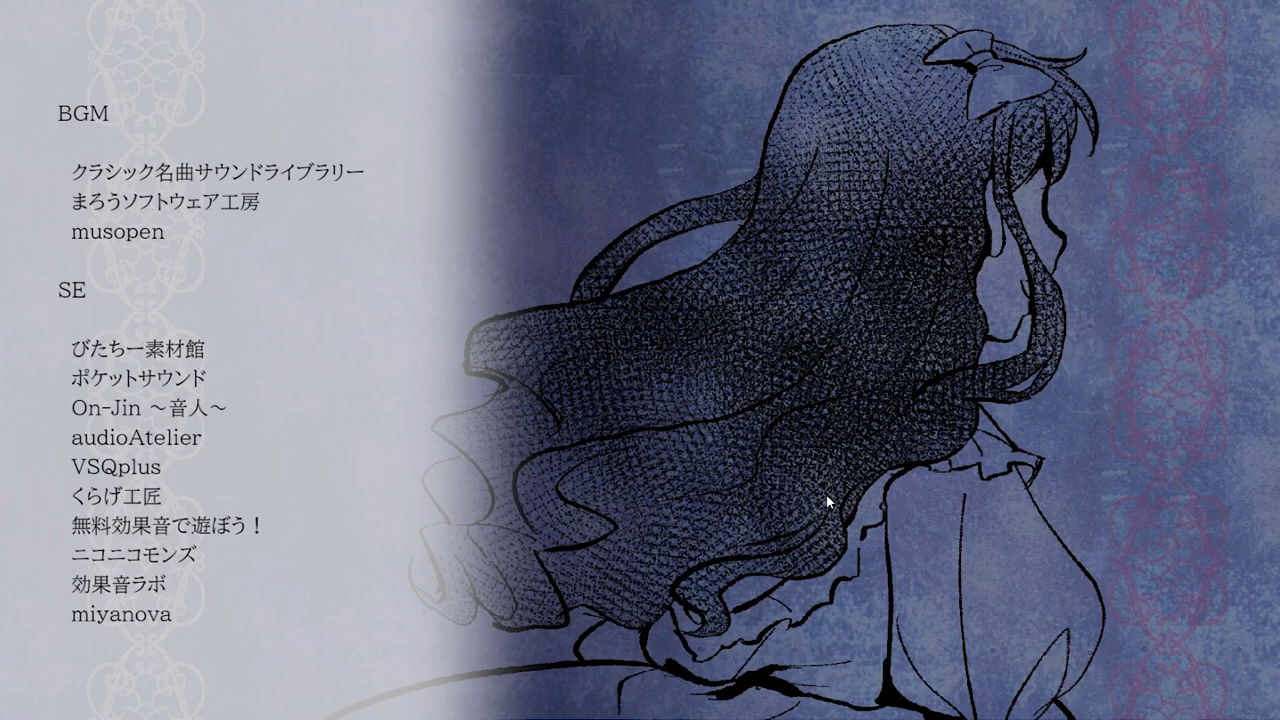 BGM
クラシック名曲サウンドライブラリー
まろうソフトウェア工房
musopen
SE
びたちー素材館
ポケットサウンド
On-Jin ～音人～
audioAtelier
VSQplus
くらげ工匠
無料効果音で遊ぼう！
ニコニコモンズ
効果音ラボ
miyanova